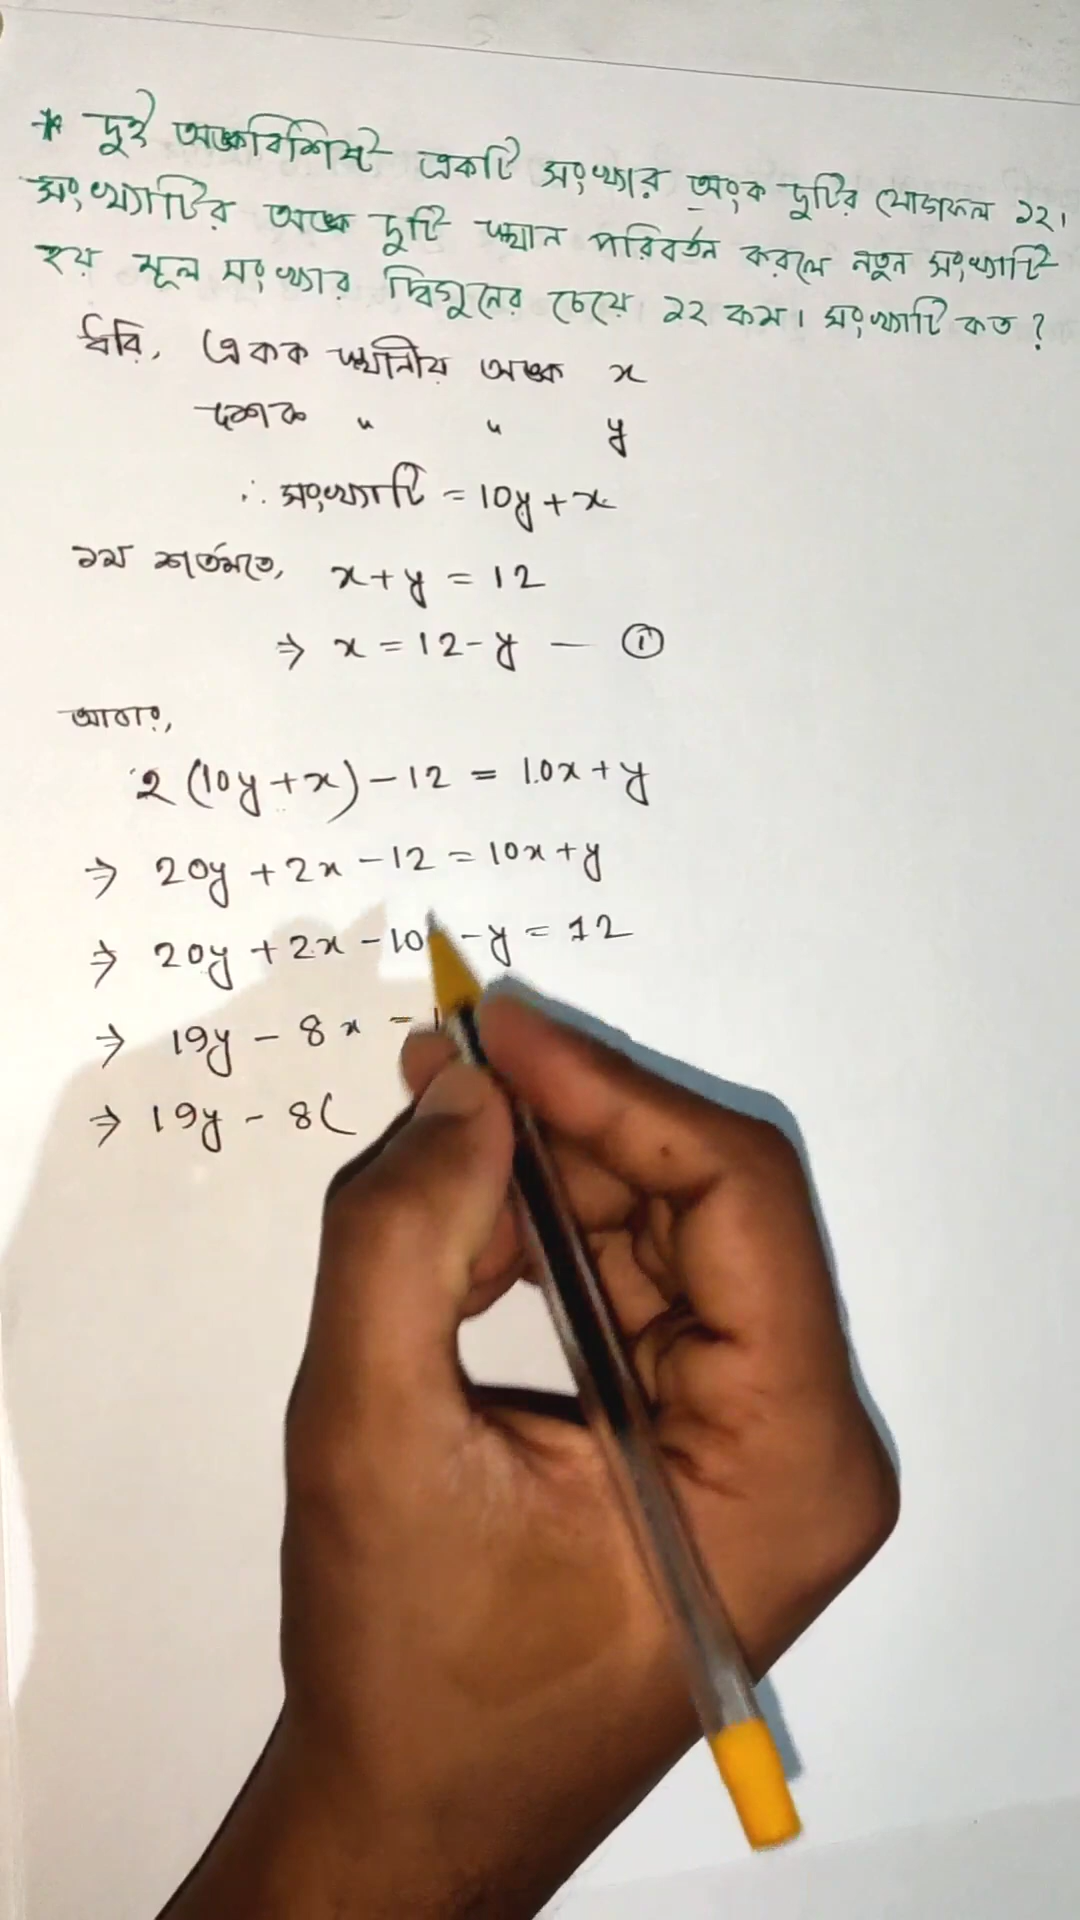 * দুই অঙ্কবিশিষ্ট একটি সংখ্যার অংক দুটির যোগফল ১২।
সংখ্যাটির অঙ্ক দুটি স্থান পরিবর্তন করলে নতুন সংখ্যাটি
হয় মূল সংখ্যার দ্বিগুনের চেয়ে ১২ কম। সংখ্যাটি কত?
ধরি, একক স্থানীয় অঙ্ক x
দশক " " y
∴ সংখ্যাটি = 10y + x
১ম শর্তমতে, x + y = 12
⇒ x = 12 - y — ①
আবার,
2 (10y + x) - 12 = 10x + y
⇒ 20y + 2x - 12 = 10x + y
⇒ 20y + 2x - 10 - y = 12
⇒ 19y - 8x = 1
⇒ 19y - 8(